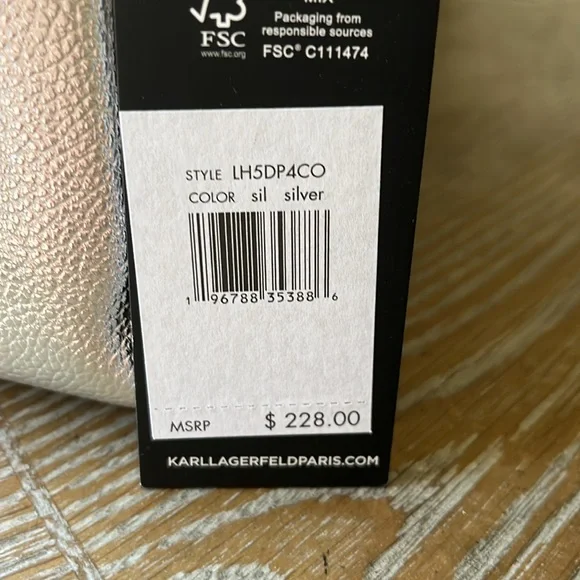 MIX
Packaging from
responsible sources
FSC® C111474
FSC
www.fsc.org
STYLE LH5DP4CO
COLOR sil silver
1 96788 35388 6
MSRP $ 228.00
KARLLAGERFELDPARIS.COM